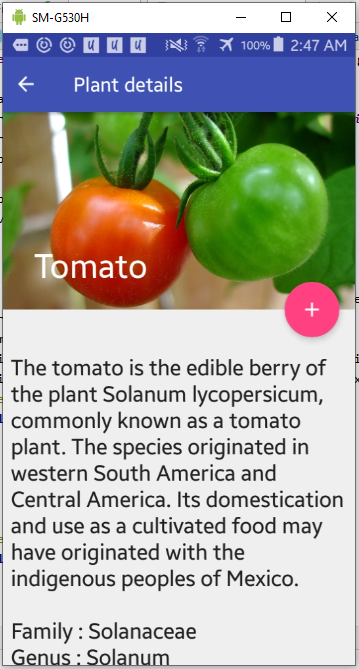 SM-G530H
100% 2:47 AM
Plant details
Tomato
The tomato is the edible berry of
the plant Solanum lycopersicum,
commonly known as a tomato
plant. The species originated in
western South America and
Central America. Its domestication
and use as a cultivated food may
have originated with the
indigenous peoples of Mexico.
Family : Solanaceae
Genus : Solanum